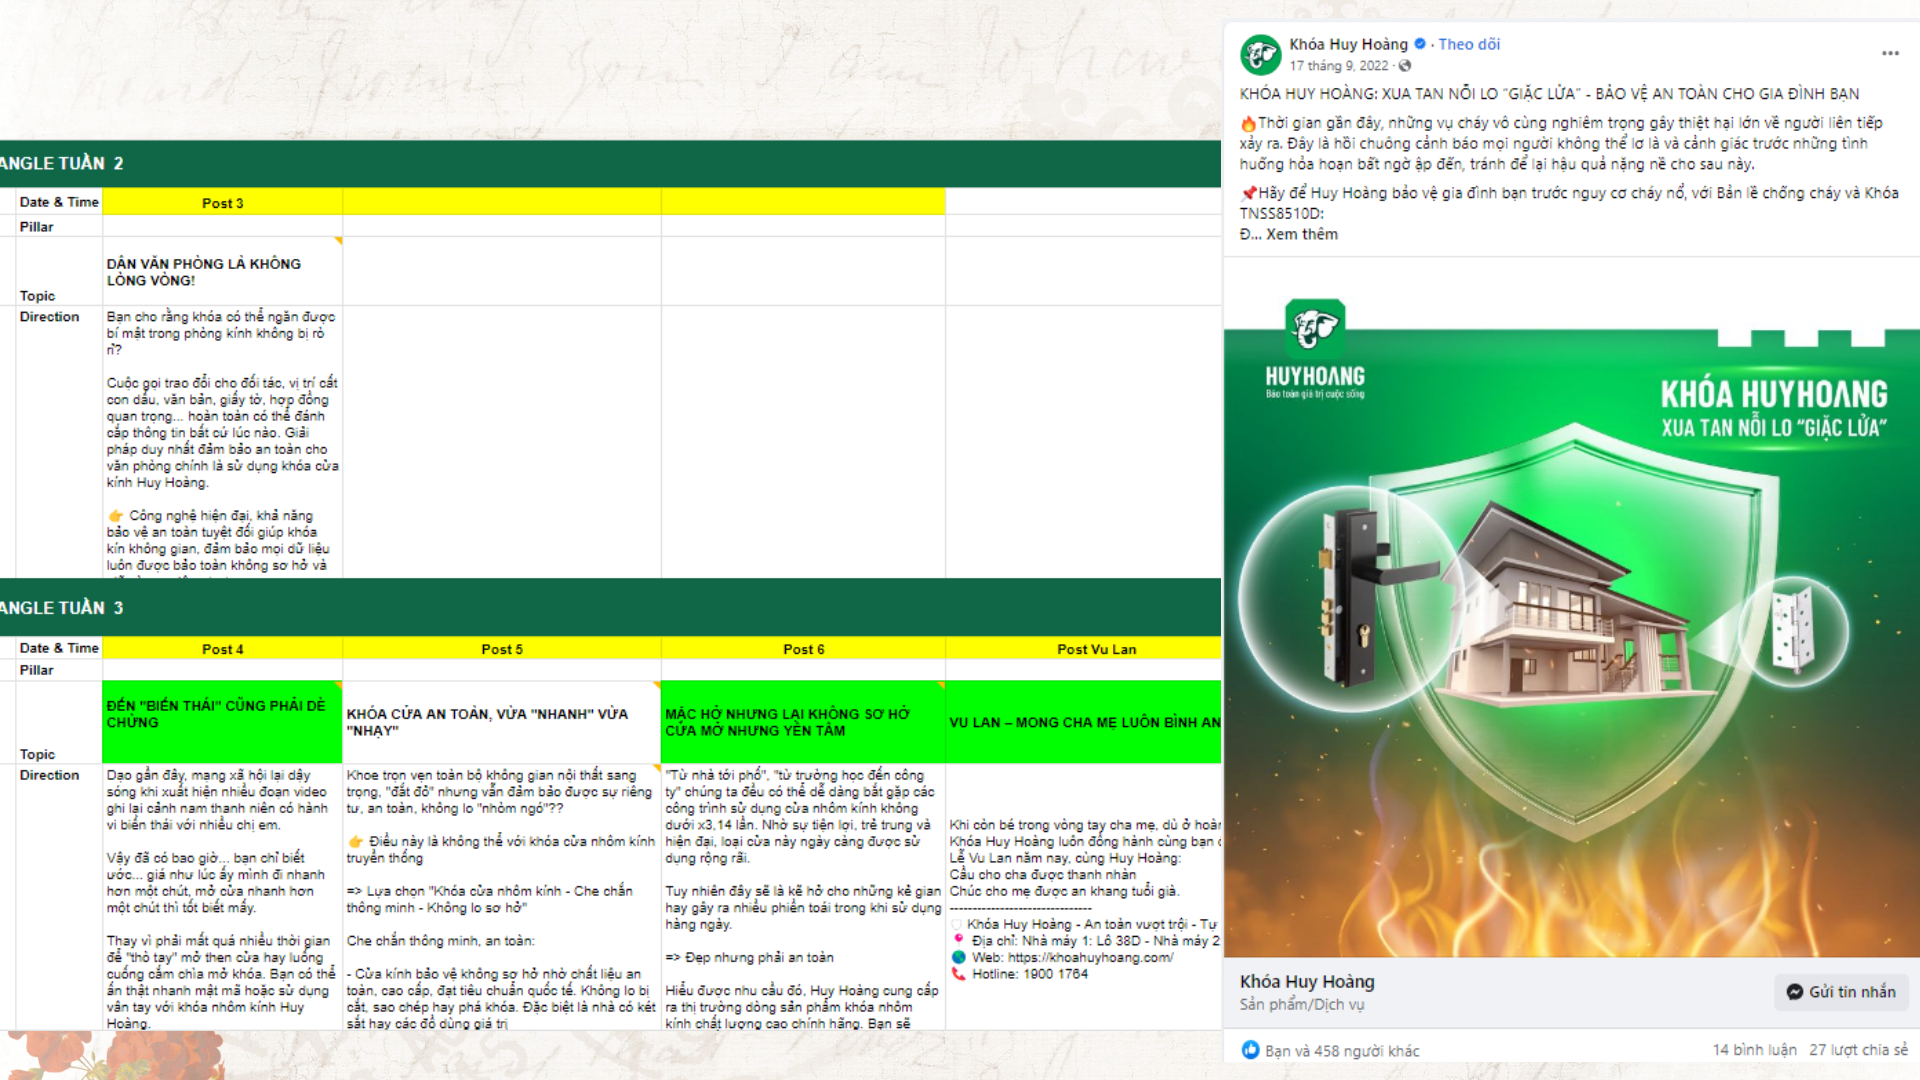 ANGLE TUẦN 2
Date & Time
Post 3
Pillar
Topic
DÂN VĂN PHÒNG LÀ KHÔNG
LÒNG VÒNG!
Direction
Bạn cho rằng khóa có thể ngăn được
bí mật trong phòng kính không bị rò
rỉ?
Cuộc gọi trao đổi cho đối tác, vị trí cất
con dấu, văn bản, giấy tờ, hợp đồng
quan trọng... hoàn toàn có thể đánh
cắp thông tin bất cứ lúc nào. Giải
pháp duy nhất đảm bảo an toàn cho
văn phòng chính là sử dụng khóa cửa
kính Huy Hoàng.
👉 Công nghệ hiện đại, khả năng
bảo vệ an toàn tuyệt đối giúp khóa
kín không gian, đảm bảo mọi dữ liệu
luôn được bảo toàn không sơ hở và
ANGLE TUẦN 3
Date & Time
Post 4
Post 5
Post 6
Post Vu Lan
Pillar
Topic
ĐẾN "BIẾN THÁI" CŨNG PHẢI DÈ
CHỪNG
KHÓA CỬA AN TOÀN, VỪA "NHANH" VỪA
"NHẠY"
MẶC HỞ NHƯNG LẠI KHÔNG SƠ HỞ
CỬA MỞ NHƯNG YÊN TÂM
VU LAN – MONG CHA MẸ LUÔN BÌNH AN
Direction
Dạo gần đây, mạng xã hội lại dậy
sóng khi xuất hiện nhiều đoạn video
ghi lại cảnh nam thanh niên có hành
vi biến thái với nhiều chị em.
Vậy đã có bao giờ... bạn chỉ biết
ước... giá như lúc ấy mình đi nhanh
hơn một chút, mở cửa nhanh hơn
một chút thì tốt biết mấy.
Thay vì phải mất quá nhiều thời gian
để "thò tay" mở then cửa hay luống
cuống cắm chìa mở khóa. Bạn có thể
ấn thật nhanh mật mã hoặc sử dụng
vân tay với khóa nhôm kính Huy
Hoàng.
Khoe trọn vẹn toàn bộ không gian nội thất sang
trọng, "đắt đỏ" nhưng vẫn đảm bảo được sự riêng
tư, an toàn, không lo "nhòm ngó"??
👉 Điều này là không thể với khóa cửa nhôm kính
truyền thống
=> Lựa chọn "Khóa cửa nhôm kính - Che chắn
thông minh - Không lo sơ hở"
Che chắn thông minh, an toàn:
- Cửa kính bảo vệ không sơ hở nhờ chất liệu an
toàn, cao cấp, đạt tiêu chuẩn quốc tế. Không lo bị
cắt, sao chép hay phá khóa. Đặc biệt là nhà có két
sắt hay các đồ dùng giá trị
"Từ nhà tới phố", "từ trường học đến công
ty" chúng ta đều có thể dễ dàng bắt gặp các
công trình sử dụng cửa nhôm kính không
dưới x3,14 lần. Nhờ sự tiện lợi, trẻ trung và
hiện đại, loại cửa này ngày càng được sử
dụng rộng rãi.
Tuy nhiên đây sẽ là kẽ hở cho những kẻ gian
hay gây ra nhiều phiền toái trong khi sử dụng
hàng ngày.
=> Đẹp nhưng phải an toàn
Hiểu được nhu cầu đó, Huy Hoàng cung cấp
ra thị trường dòng sản phẩm khóa nhôm
kính chất lượng cao chính hãng. Bạn sẽ
Khi còn bé trong vòng tay cha mẹ, dù ở hoàn
Khóa Huy Hoàng luôn đồng hành cùng bạn
Lễ Vu Lan năm nay, cùng Huy Hoàng:
Cầu cho cha được thanh nhàn
Chúc cho mẹ được an khang tuổi già.
-------------------------------
Khóa Huy Hoàng - An toàn vượt trội - Tự
📍 Địa chỉ: Nhà máy 1: Lô 38D - Nhà máy 2
🌎 Web: https://khoahuyhoang.com/
📞 Hotline: 1900 1764
Khóa Huy Hoàng · Theo dõi
17 tháng 9, 2022 ·
KHÓA HUY HOÀNG: XUA TAN NỖI LO "GIẶC LỬA" - BẢO VỆ AN TOÀN CHO GIA ĐÌNH BẠN
🔥Thời gian gần đây, những vụ cháy vô cùng nghiêm trọng gây thiệt hại lớn về người liên tiếp
xảy ra. Đây là hồi chuông cảnh báo mọi người không thể lơ là và cảnh giác trước những tình
huống hỏa hoạn bất ngờ ập đến, tránh để lại hậu quả nặng nề cho sau này.
📌Hãy để Huy Hoàng bảo vệ gia đình bạn trước nguy cơ cháy nổ, với Bản lề chống cháy và Khóa
TNSS8510D:
Đ... Xem thêm
HUYHOANG
Bảo toàn giá trị cuộc sống
KHÓA HUYHOANG
XUA TAN NỖI LO "GIẶC LỬA"
Khóa Huy Hoàng
Sản phẩm/Dịch vụ
Gửi tin nhắn
Bạn và 458 người khác
14 bình luận 27 lượt chia sẻ